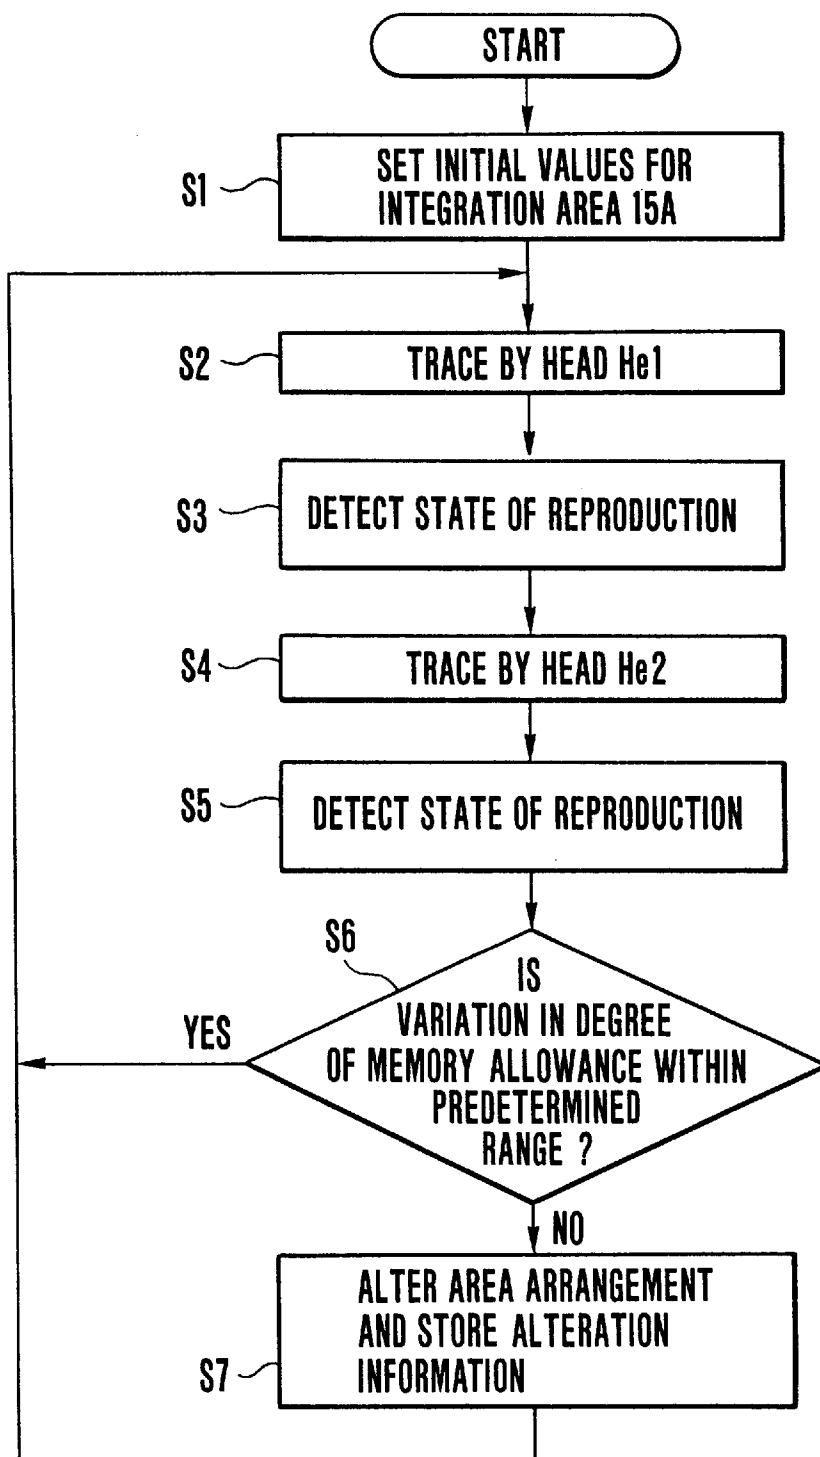 START
S1
SET INITIAL VALUES FOR
INTEGRATION AREA 15A
S2
TRACE BY HEAD He1
S3
DETECT STATE OF REPRODUCTION
S4
TRACE BY HEAD He2
S5
DETECT STATE OF REPRODUCTION
S6
IS
VARIATION IN DEGREE
OF MEMORY ALLOWANCE WITHIN
PREDETERMINED
RANGE ?
YES
NO
S7
ALTER AREA ARRANGEMENT
AND STORE ALTERATION
INFORMATION